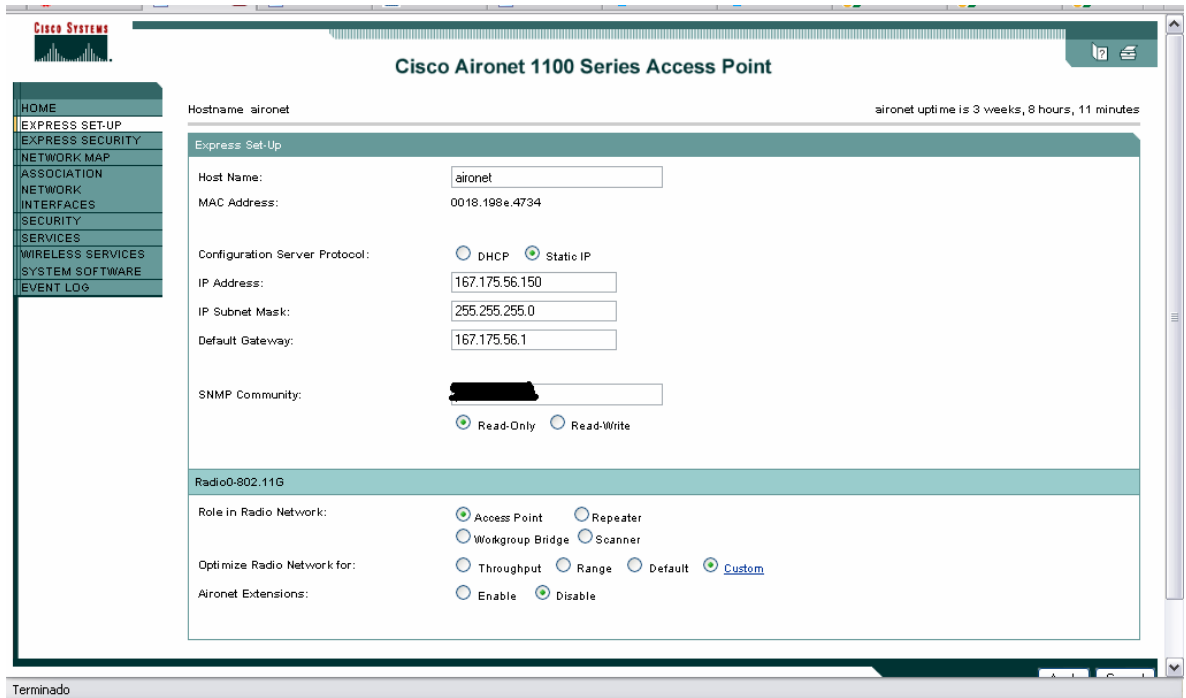 CISCO SYSTEMS
Cisco Aironet 1100 Series Access Point
HOME
EXPRESS SET-UP
EXPRESS SECURITY
NETWORK MAP
ASSOCIATION
NETWORK
INTERFACES
SECURITY
SERVICES
WIRELESS SERVICES
SYSTEM SOFTWARE
EVENT LOG
Hostname aironet
aironet uptime is 3 weeks, 8 hours, 11 minutes
Express Set-Up
Host Name: aironet
MAC Address: 0018.198e.4734
Configuration Server Protocol: DHCP Static IP
IP Address: 167.175.56.150
IP Subnet Mask: 255.255.255.0
Default Gateway: 167.175.56.1
SNMP Community:
Read-Only Read-Write
Radio0-802.11G
Role in Radio Network: Access Point Repeater
Workgroup Bridge Scanner
Optimize Radio Network for: Throughput Range Default Custom
Aironet Extensions: Enable Disable
Terminado